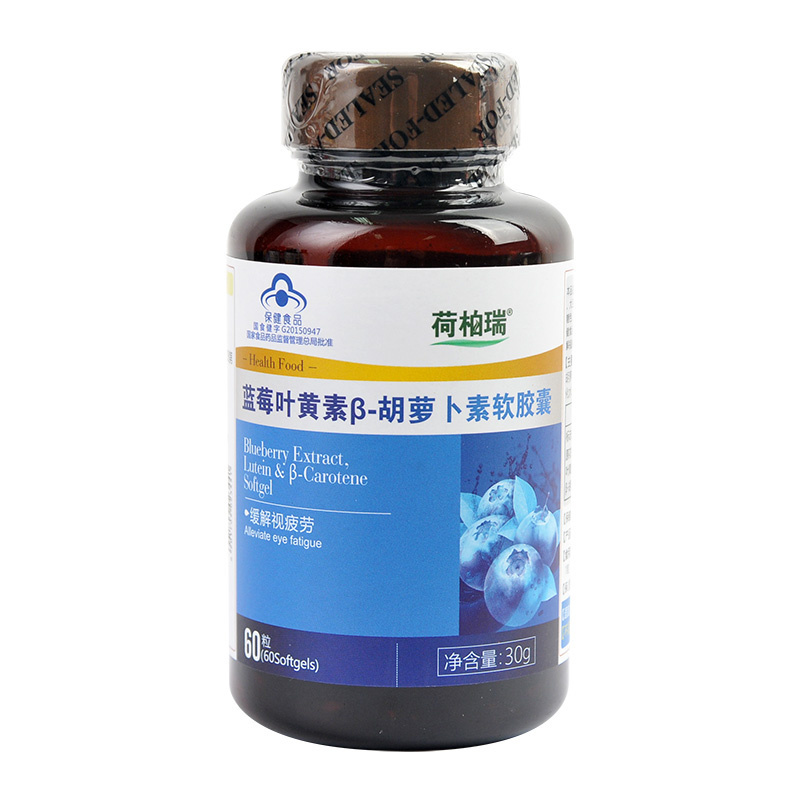 SEALED-FOR
保健食品
国食健字G20150947
国家食品药品监督管理总局批准
荷柏瑞®
– Health Food –
蓝莓叶黄素β-胡萝卜素软胶囊
Blueberry Extract,
Lutein & β-Carotene
Softgel
缓解视疲劳
Alleviate eye fatigue
60粒
(60Softgels)
净含量:30g